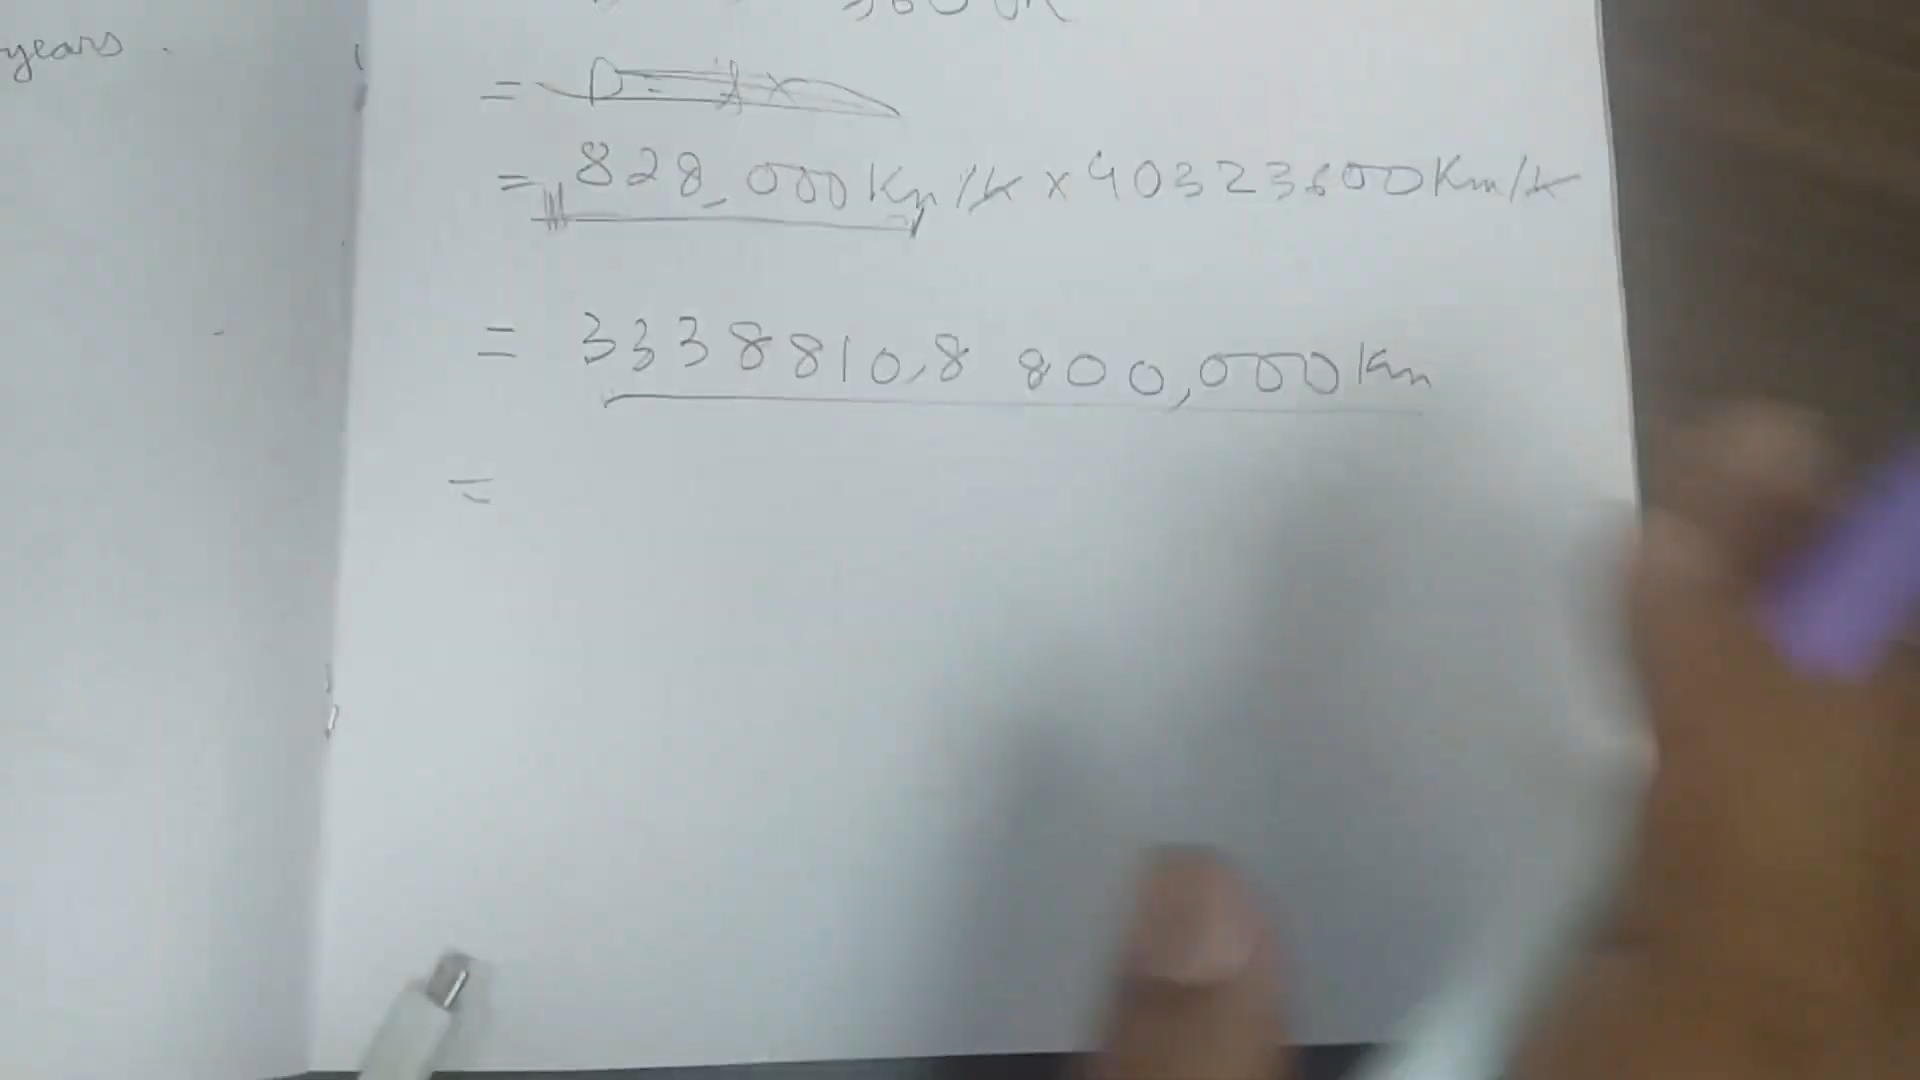 years.
= 828,000 Km/h x 40323600 Km/h
= 3338810,8 800,000 Km
=